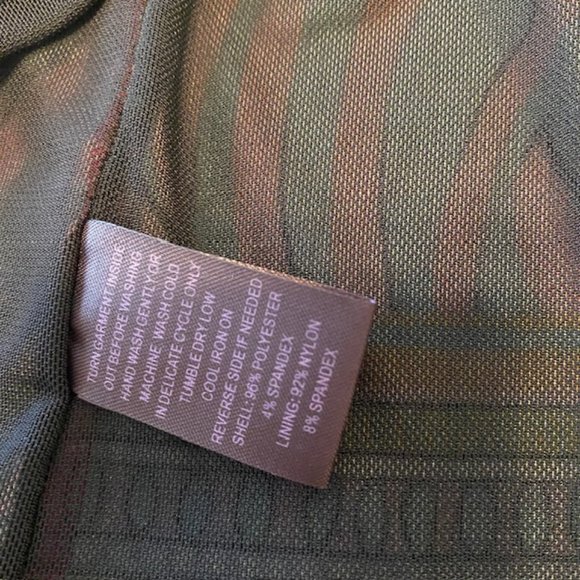 TURN GARMENT INSIDE
OUT BEFORE WASHING
HAND WASH GENTLY OR
MACHINE WASH COLD
IN DELICATE CYCLE ONLY
TUMBLE DRY LOW
COOL IRON ON
REVERSE SIDE IF NEEDED
SHELL:96% POLYESTER
4% SPANDEX
LINING:92% NYLON
8% SPANDEX